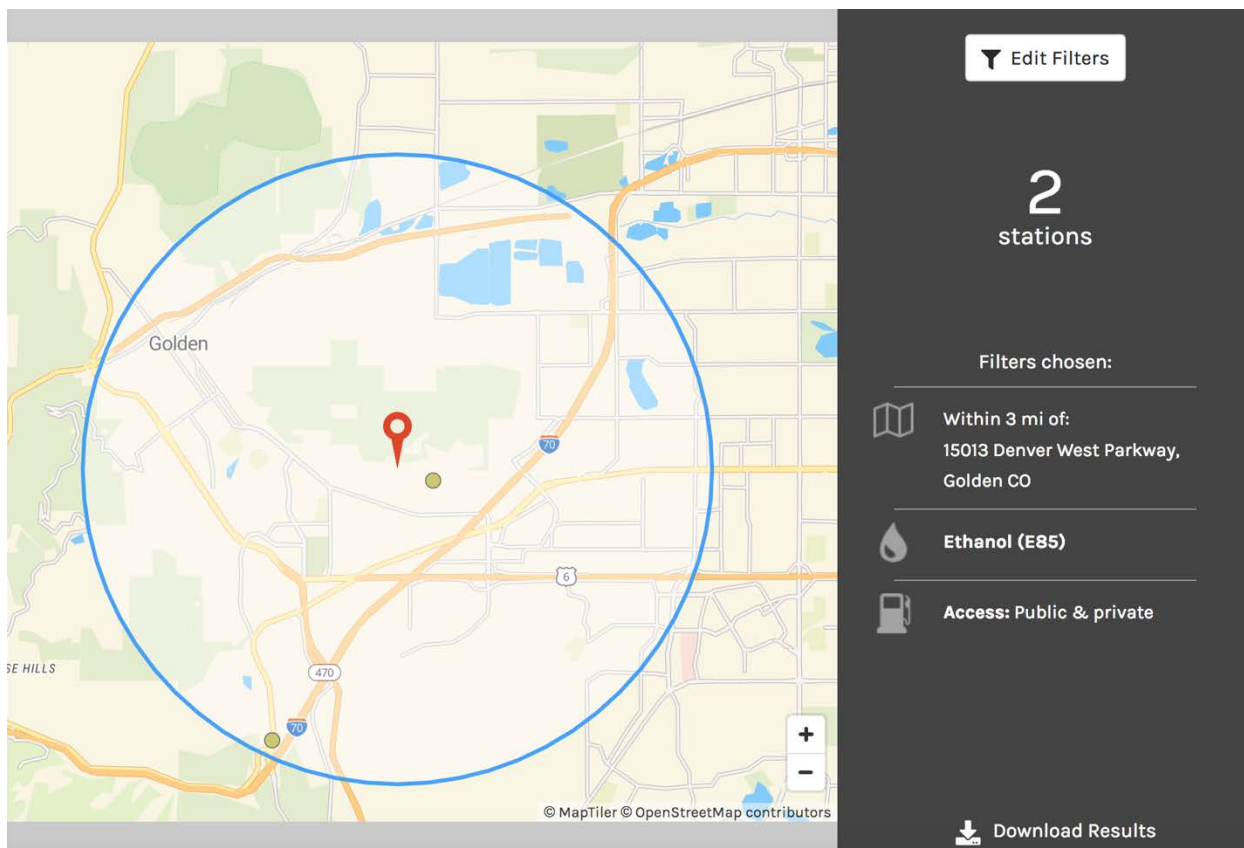 Golden
70
6
SE HILLS
470
70
+
−
© MapTiler © OpenStreetMap contributors
Edit Filters
2
stations
Filters chosen:
Within 3 mi of:
15013 Denver West Parkway,
Golden CO
Ethanol (E85)
Access: Public & private
Download Results